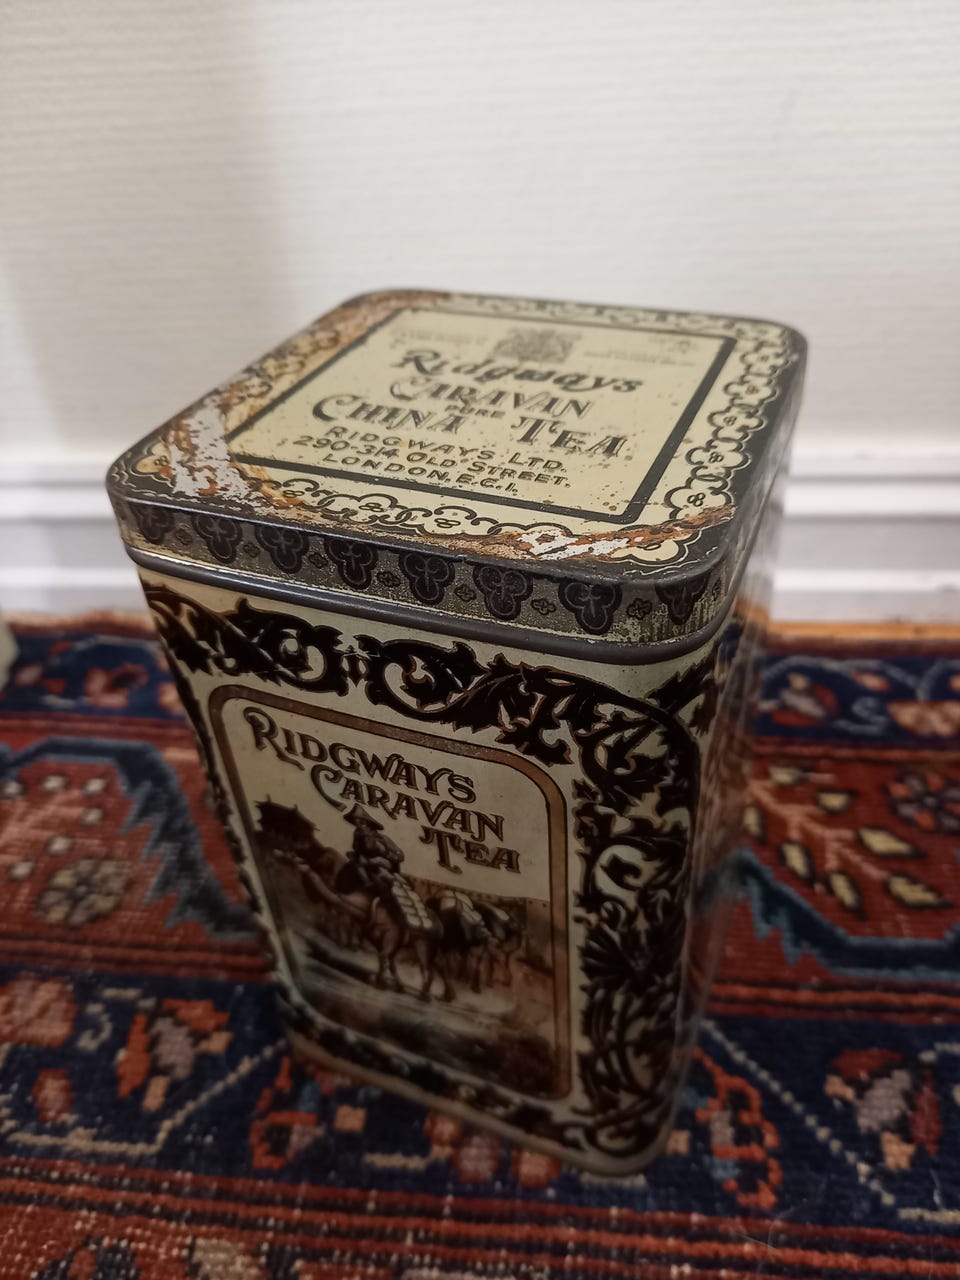 Ridgways
CARAVAN
PURE
CHINA TEA
RIDGWAYS LTD.
290-314 OLD STREET,
LONDON, E.C.1.
RIDGWAYS
CARAVAN
TEA